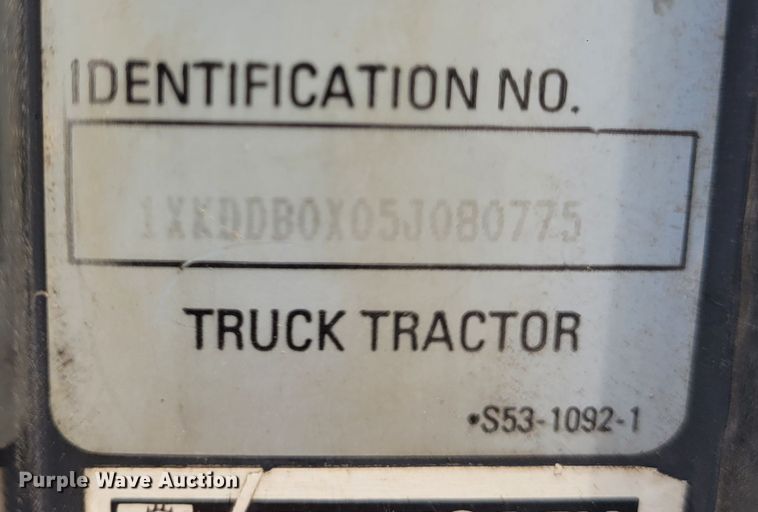 IDENTIFICATION NO.
1XKDDB0X05J080775
TRUCK TRACTOR
*S53-1092-1
Purple Wave Auction